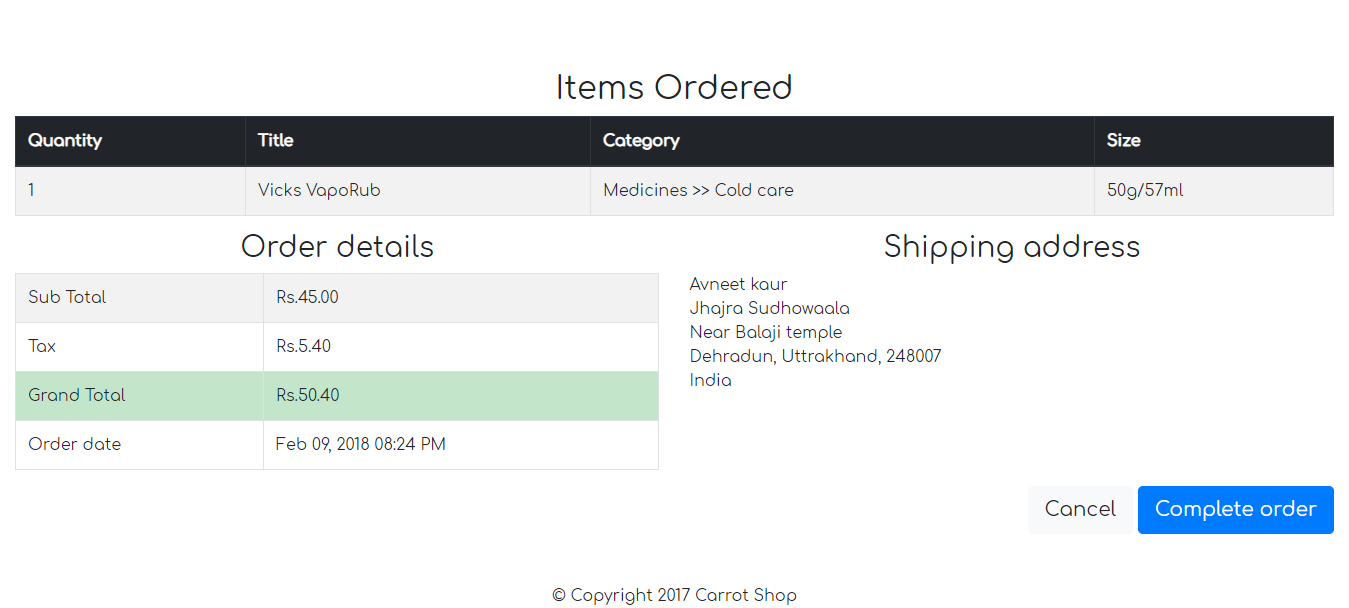 Items Ordered
Quantity Title Category Size
1 Vicks VapoRub Medicines >> Cold care 50g/57ml
Order details
Sub Total Rs.45.00
Tax Rs.5.40
Grand Total Rs.50.40
Order date Feb 09, 2018 08:24 PM
Shipping address
Avneet kaur
Jhajra Sudhowaala
Near Balaji temple
Dehradun, Uttrakhand, 248007
India
Cancel Complete order
© Copyright 2017 Carrot Shop